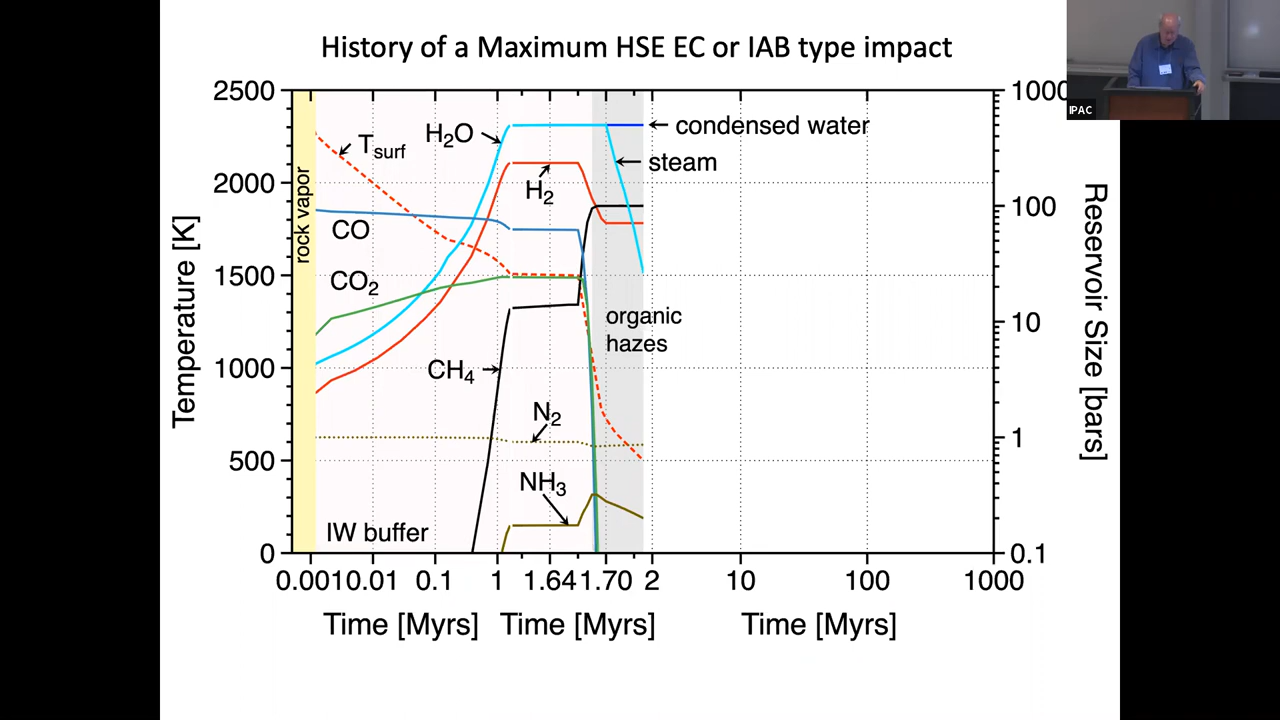 History of a Maximum HSE EC or IAB type impact
IPAC
2500
2000
1500
1000
500
0
Temperature [K]
1000
100
10
1
0.1
Reservoir Size [bars]
rock vapor
Tsurf
H2O
condensed water
steam
H2
CO
CO2
organic
hazes
CH4
N2
NH3
IW buffer
0.001 0.01 0.1 1 1.64 1.70 2 10 100 1000
Time [Myrs] Time [Myrs] Time [Myrs]